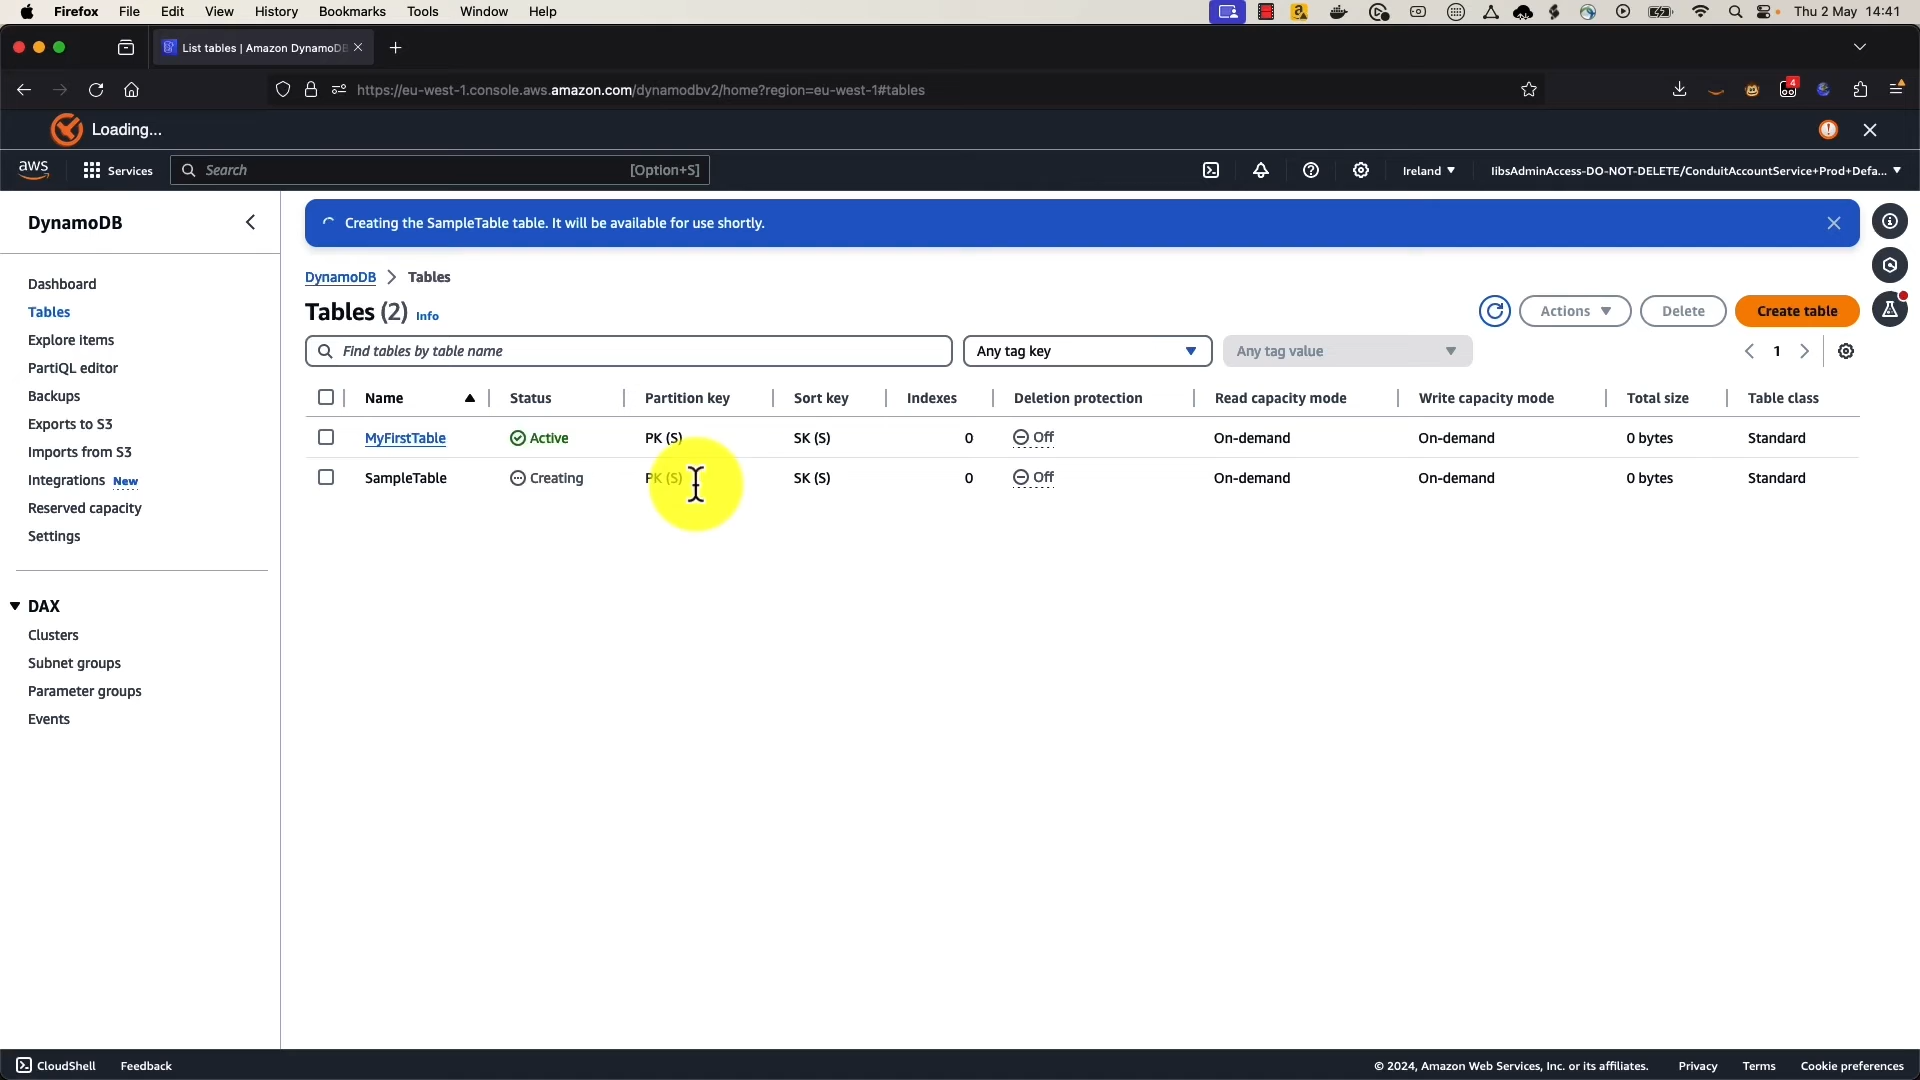 Firefox File Edit View History Bookmarks Tools Window Help Thu 2 May 14:41
List tables | Amazon DynamoDB
https://eu-west-1.console.aws.amazon.com/dynamodbv2/home?region=eu-west-1#tables 4
Loading...
aws Services Search [Option+S] Ireland IibsAdminAccess-DO-NOT-DELETE/ConduitAccountService+Prod+Defa...
DynamoDB
Dashboard
Tables
Explore items
PartiQL editor
Backups
Exports to S3
Imports from S3
Integrations New
Reserved capacity
Settings
DAX
Clusters
Subnet groups
Parameter groups
Events
Creating the SampleTable table. It will be available for use shortly.
DynamoDB Tables
Tables (2) Info Actions Delete Create table
Find tables by table name Any tag key Any tag value 1
Name Status Partition key Sort key Indexes Deletion protection Read capacity mode Write capacity mode Total size Table class
MyFirstTable Active PK (S) SK (S) 0 Off On-demand On-demand 0 bytes Standard
SampleTable Creating PK (S) SK (S) 0 Off On-demand On-demand 0 bytes Standard
CloudShell Feedback © 2024, Amazon Web Services, Inc. or its affiliates. Privacy Terms Cookie preferences